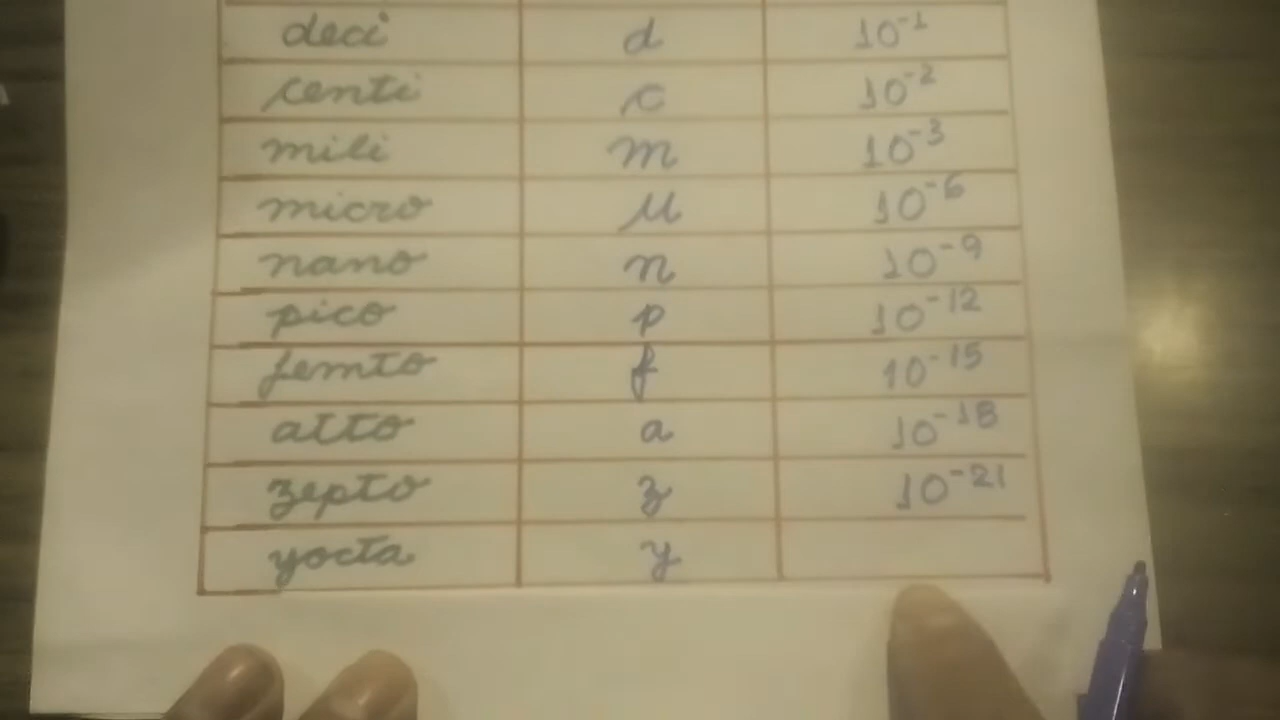 deci d 10⁻¹
centi c 10⁻²
mili m 10⁻³
micro μ 10⁻⁶
nano n 10⁻⁹
pico p 10⁻¹²
femto f 10⁻¹⁵
atto a 10⁻¹⁸
zepto z 10⁻²¹
yocta y